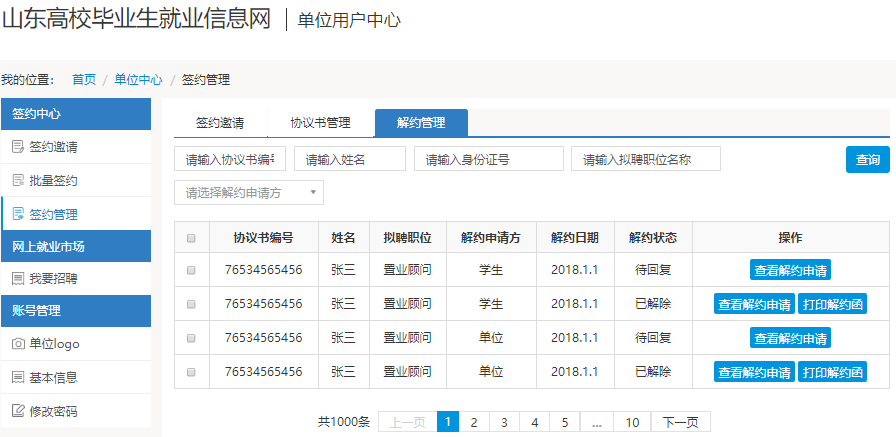 山东高校毕业生就业信息网 | 单位用户中心
我的位置： 首页 / 单位中心 / 签约管理
签约中心
签约邀请
批量签约
签约管理
网上就业市场
我要招聘
账号管理
单位logo
基本信息
修改密码
签约邀请 协议书管理 解约管理
请输入协议书编号 请输入姓名 请输入身份证号 请输入拟聘职位名称 查询
请选择解约申请方
协议书编号 姓名 拟聘职位 解约申请方 解约日期 解约状态 操作
76534565456 张三 置业顾问 学生 2018.1.1 待回复 查看解约申请
76534565456 张三 置业顾问 学生 2018.1.1 已解除 查看解约申请 打印解约函
76534565456 张三 置业顾问 单位 2018.1.1 待回复 查看解约申请
76534565456 张三 置业顾问 单位 2018.1.1 已解除 查看解约申请 打印解约函
共1000条 上一页 1 2 3 4 5 ... 10 下一页